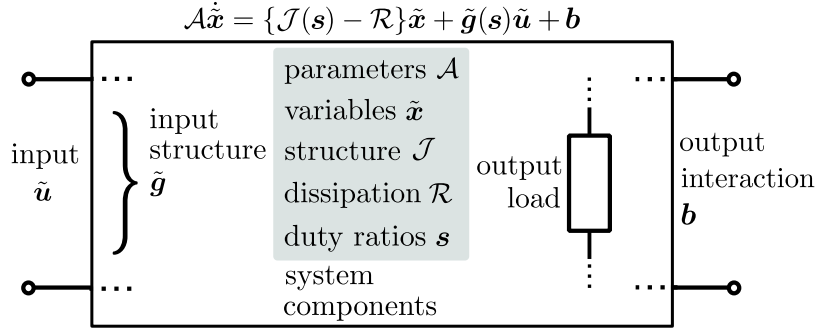 𝒜𝒙̃̇ = {𝒥(𝒔) − ℛ}𝒙̃ + 𝒈̃(𝒔)𝒖̃ + 𝒃
parameters 𝒜
variables 𝒙̃
structure 𝒥
dissipation ℛ
duty ratios 𝒔
system
components
input
𝒖̃
input
structure
𝒈̃
output
load
output
interaction
𝒃